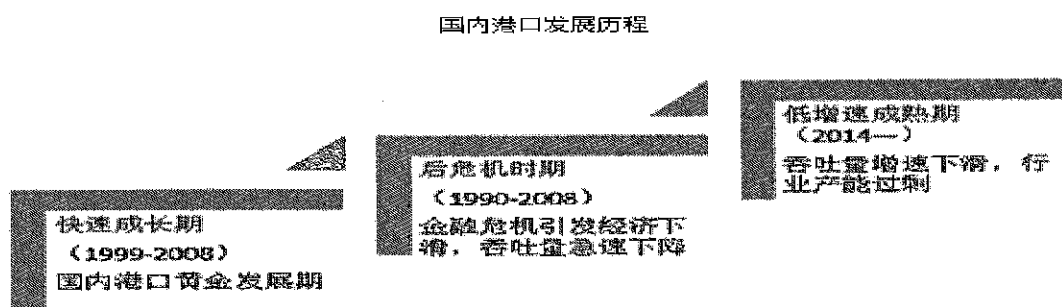 国内港口发展历程
快速成长期
（1999-2008）
国内港口黄金发展期
后危机时期
（1990-2008）
金融危机引发经济下
滑，吞吐量急速下降
低增速成熟期
（2014—）
吞吐量增速下滑，行
业产能过剩